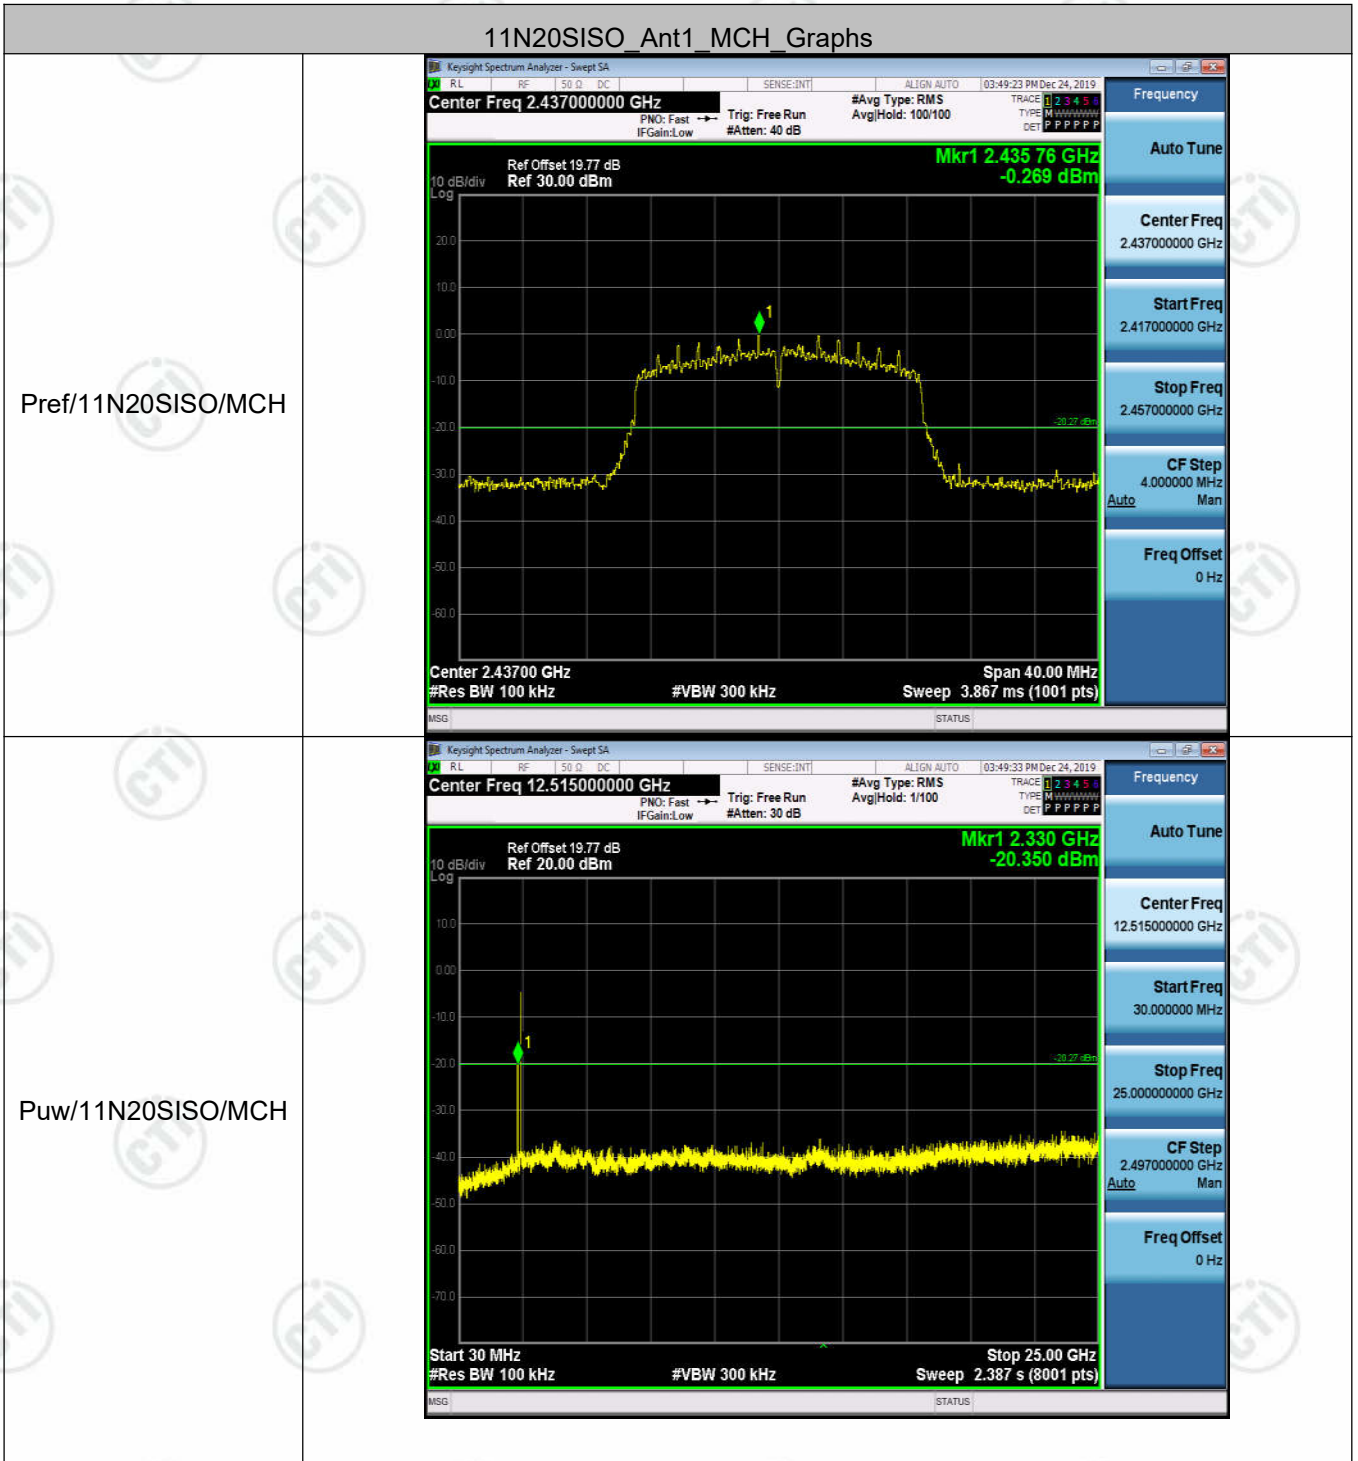 11N20SISO_Ant1_MCH_Graphs
Pref/11N20SISO/MCH
Keysight Spectrum Analyzer - Swept SA
RL RF 50 Ω DC SENSE:INT ALIGN AUTO 03:49:23 PM Dec 24, 2019
Center Freq 2.437000000 GHz
PNO: Fast
IFGain:Low
Trig: Free Run
#Atten: 40 dB
#Avg Type: RMS
Avg|Hold: 100/100
TRACE 1 2 3 4 5 6
TYPE M W W W W W
DET P P P P P P
Frequency
Auto Tune
Center Freq
2.437000000 GHz
Start Freq
2.417000000 GHz
Stop Freq
2.457000000 GHz
CF Step
4.000000 MHz
Auto Man
Freq Offset
0 Hz
Mkr1 2.435 76 GHz
-0.269 dBm
Ref Offset 19.77 dB
10 dB/div Ref 30.00 dBm
Log
20.0
10.0
0.00
-10.0
-20.0
-30.0
-40.0
-50.0
-60.0
1
-20.27 dBm
Center 2.43700 GHz Span 40.00 MHz
#Res BW 100 kHz #VBW 300 kHz Sweep 3.867 ms (1001 pts)
MSG STATUS
Puw/11N20SISO/MCH
Keysight Spectrum Analyzer - Swept SA
RL RF 50 Ω DC SENSE:INT ALIGN AUTO 03:49:33 PM Dec 24, 2019
Center Freq 12.515000000 GHz
PNO: Fast
IFGain:Low
Trig: Free Run
#Atten: 30 dB
#Avg Type: RMS
Avg|Hold: 1/100
TRACE 1 2 3 4 5 6
TYPE M W W W W W
DET P P P P P P
Frequency
Auto Tune
Center Freq
12.515000000 GHz
Start Freq
30.000000 MHz
Stop Freq
25.000000000 GHz
CF Step
2.497000000 GHz
Auto Man
Freq Offset
0 Hz
Mkr1 2.330 GHz
-20.350 dBm
Ref Offset 19.77 dB
10 dB/div Ref 20.00 dBm
Log
10.0
0.00
-10.0
-20.0
-30.0
-40.0
-50.0
-60.0
-70.0
1
-20.27 dBm
Start 30 MHz Stop 25.00 GHz
#Res BW 100 kHz #VBW 300 kHz Sweep 2.387 s (8001 pts)
MSG STATUS